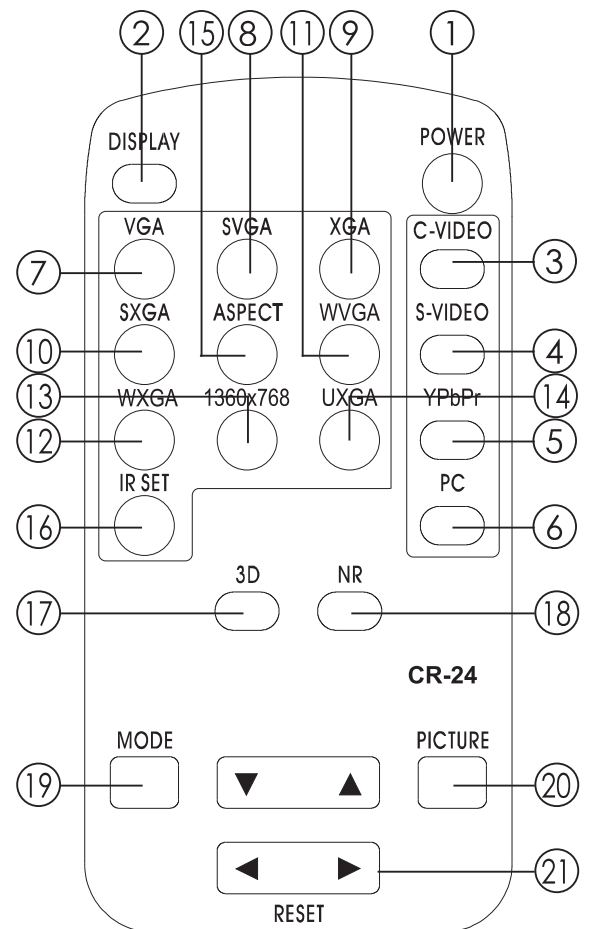 ② ⑮ ⑧ ⑪ ⑨ ①
DISPLAY POWER
VGA SVGA XGA C-VIDEO
⑦ ③
SXGA ASPECT WVGA S-VIDEO
⑩ ④
⑬ WXGA 1360x768 UXGA YPbPr ⑭
⑫ ⑤
IR SET PC
⑯ ⑥
3D NR
⑰ ⑱
CR-24
MODE PICTURE
⑲ ▼ ▲ ⑳
◀ ▶ ㉑
RESET